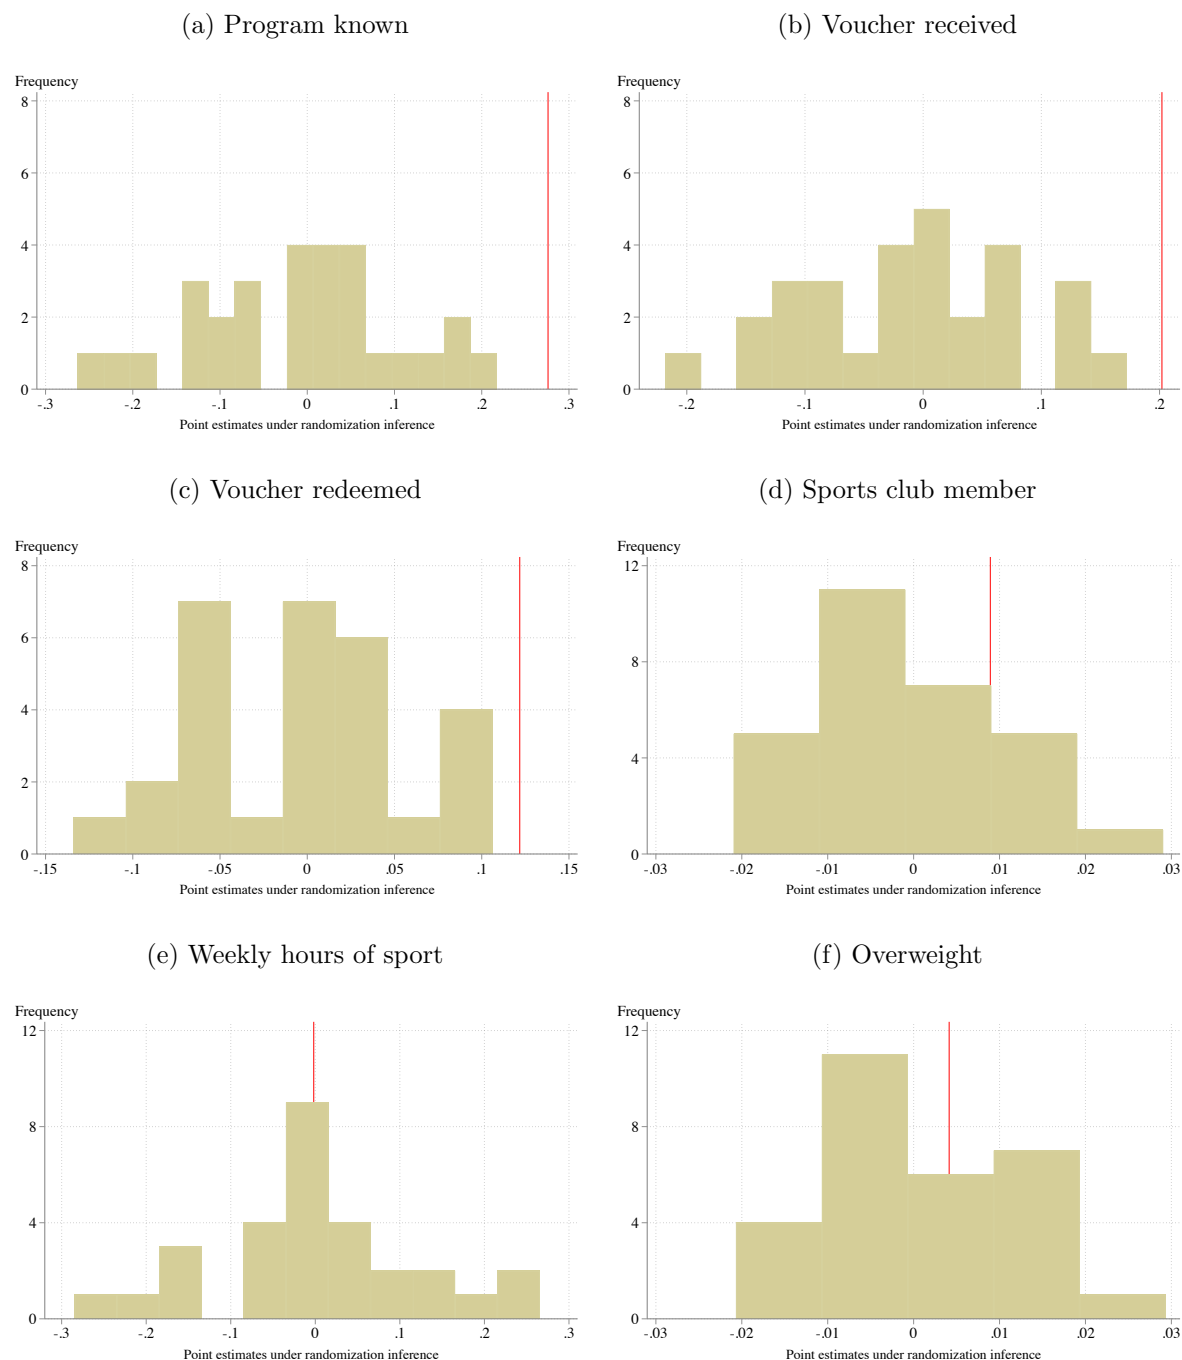 (a) Program known
(b) Voucher received
Frequency
8
6
4
2
0
-.3 -.2 -.1 0 .1 .2 .3
Point estimates under randomization inference
Frequency
8
6
4
2
0
-.2 -.1 0 .1 .2
Point estimates under randomization inference
(c) Voucher redeemed
(d) Sports club member
Frequency
8
6
4
2
0
-.15 -.1 -.05 0 .05 .1 .15
Point estimates under randomization inference
Frequency
12
8
4
0
-.03 -.02 -.01 0 .01 .02 .03
Point estimates under randomization inference
(e) Weekly hours of sport
(f) Overweight
Frequency
12
8
4
0
-.3 -.2 -.1 0 .1 .2 .3
Point estimates under randomization inference
Frequency
12
8
4
0
-.03 -.02 -.01 0 .01 .02 .03
Point estimates under randomization inference